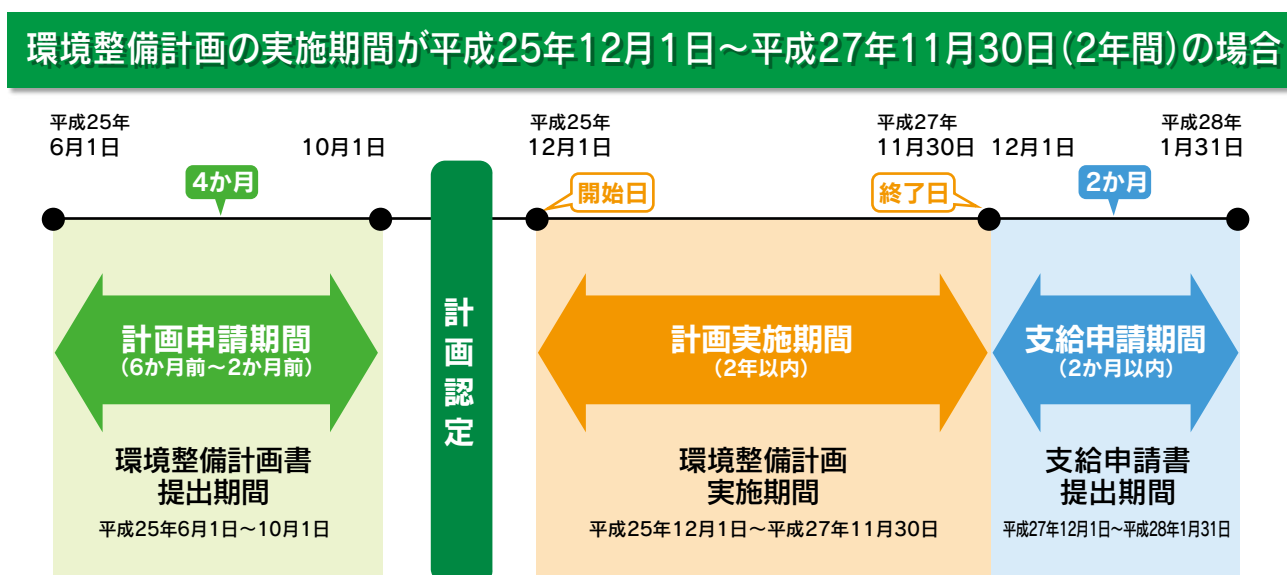 環境整備計画の実施期間が平成25年12月1日～平成27年11月30日(2年間)の場合
平成25年
6月1日
10月1日
平成25年
12月1日
平成27年
11月30日
12月1日
平成28年
1月31日
4か月
開始日
終了日
2か月
計画申請期間
(6か月前～2か月前)
環境整備計画書
提出期間
平成25年6月1日～10月1日
計画認定
計画実施期間
(2年以内)
環境整備計画
実施期間
平成25年12月1日～平成27年11月30日
支給申請期間
(2か月以内)
支給申請書
提出期間
平成27年12月1日～平成28年1月31日